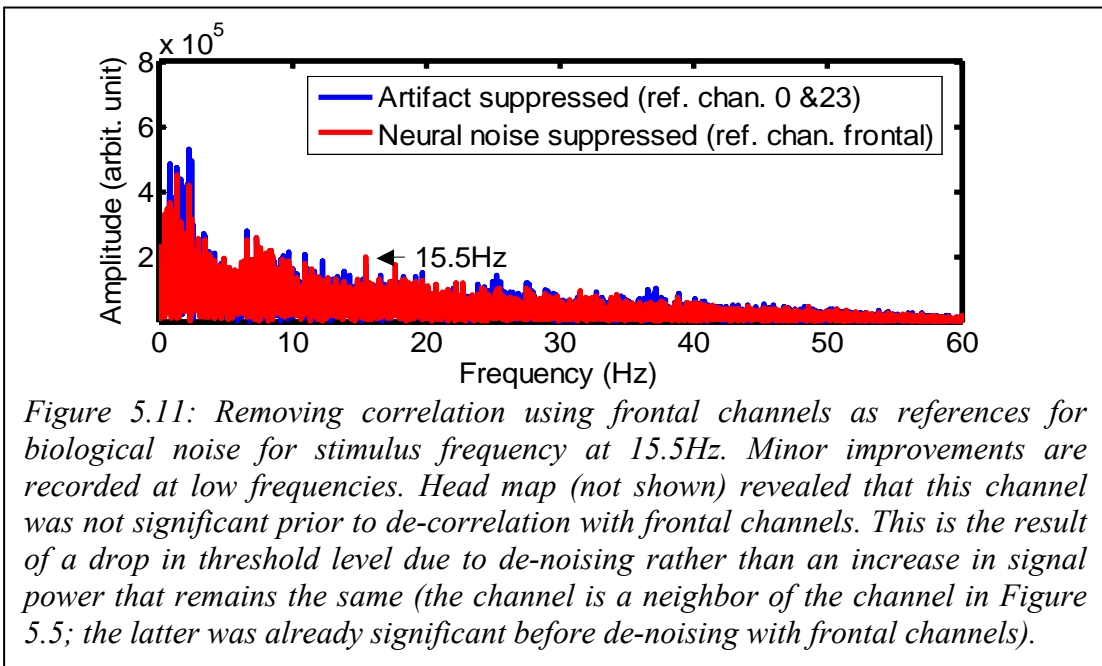 x 10^5
8
6
4
2
Amplitude (arbit. unit)
Artifact suppressed (ref. chan. 0 &23)
Neural noise suppressed (ref. chan. frontal)
15.5Hz
0 10 20 30 40 50 60
Frequency (Hz)
Figure 5.11: Removing correlation using frontal channels as references for
biological noise for stimulus frequency at 15.5Hz. Minor improvements are
recorded at low frequencies. Head map (not shown) revealed that this channel
was not significant prior to de-correlation with frontal channels. This is the result
of a drop in threshold level due to de-noising rather than an increase in signal
power that remains the same (the channel is a neighbor of the channel in Figure
5.5; the latter was already significant before de-noising with frontal channels).